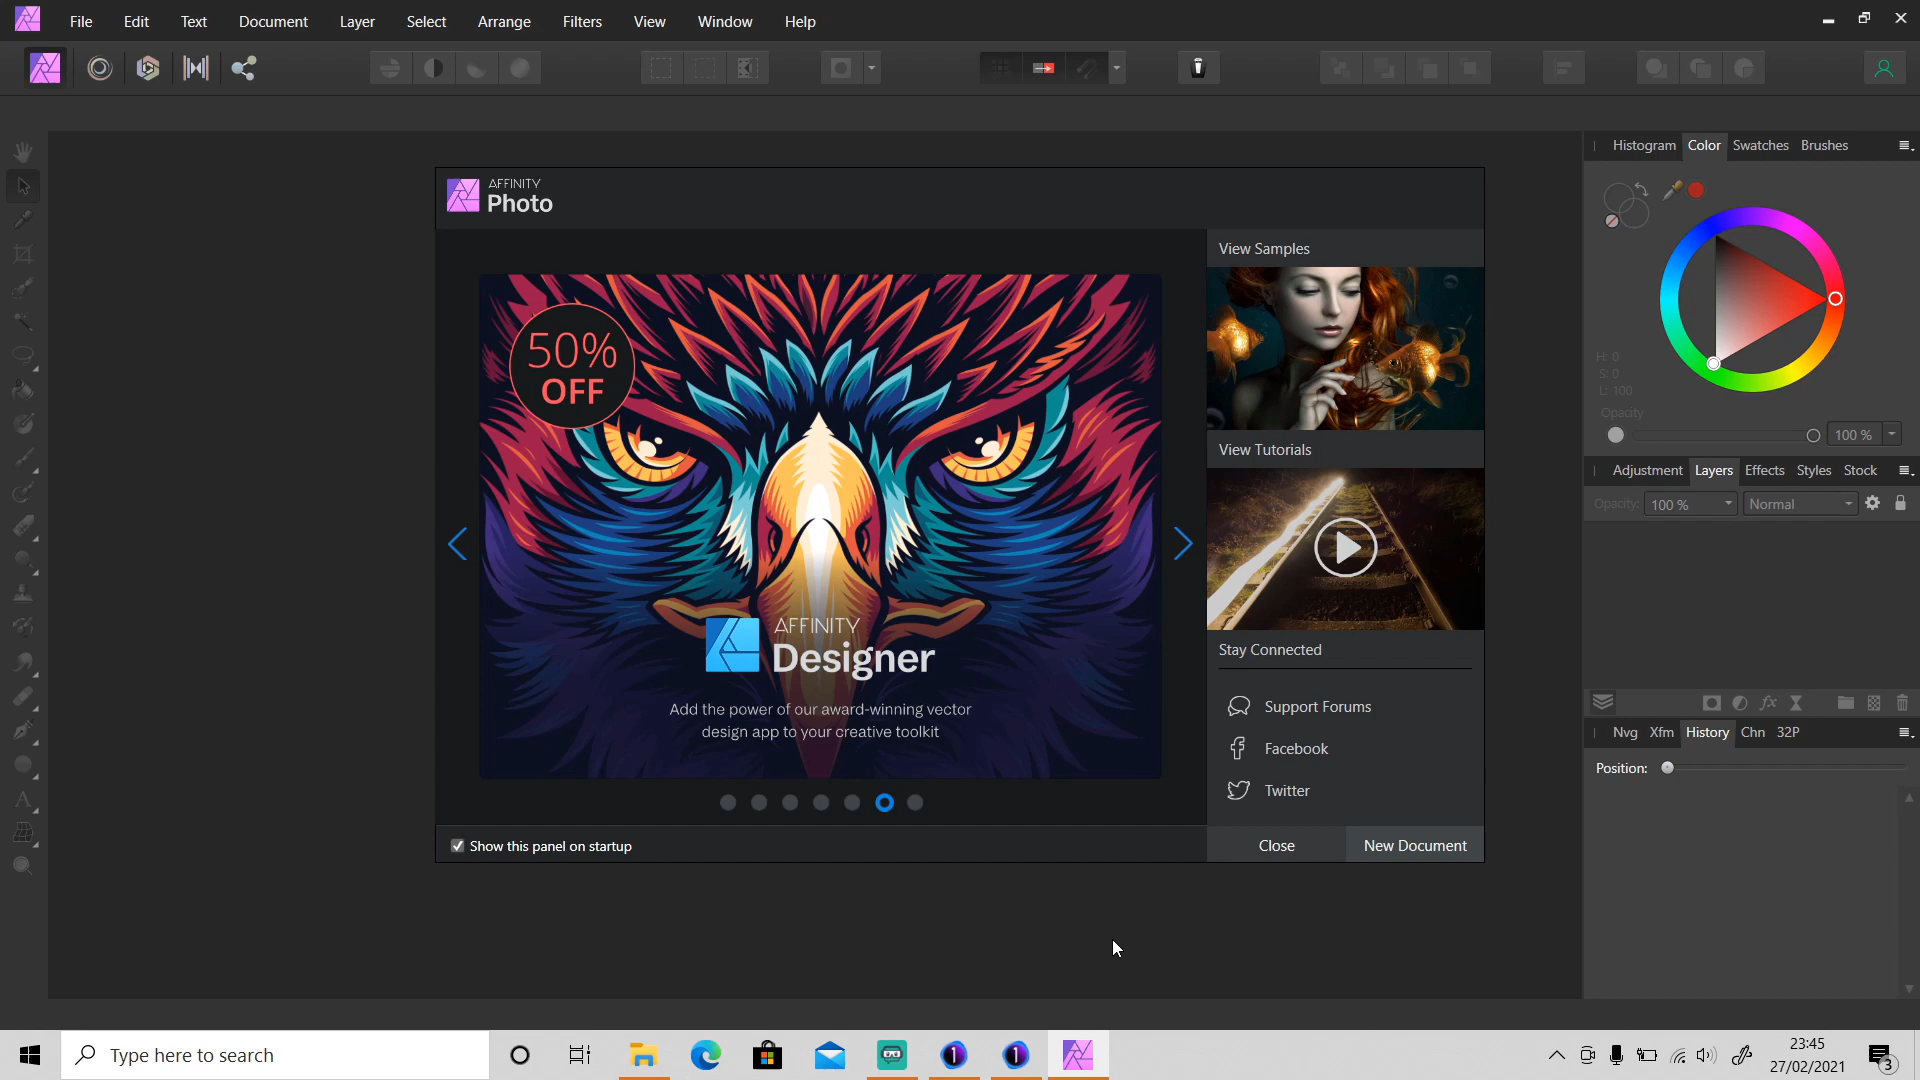 File Edit Text Document Layer Select Arrange Filters View Window Help
Histogram Color Swatches Brushes
AFFINITY
Photo
View Samples
50%
OFF
H: 0
S: 0
L: 100
Opacity
100 %
View Tutorials
Adjustment Layers Effects Styles Stock
Opacity: 100 % Normal
AFFINITY
Designer
Add the power of our award-winning vector
design app to your creative toolkit
Stay Connected
Support Forums
Facebook
Twitter
Nvg Xfm History Chn 32P
Position:
Show this panel on startup
Close New Document
Type here to search
23:45
27/02/2021
3